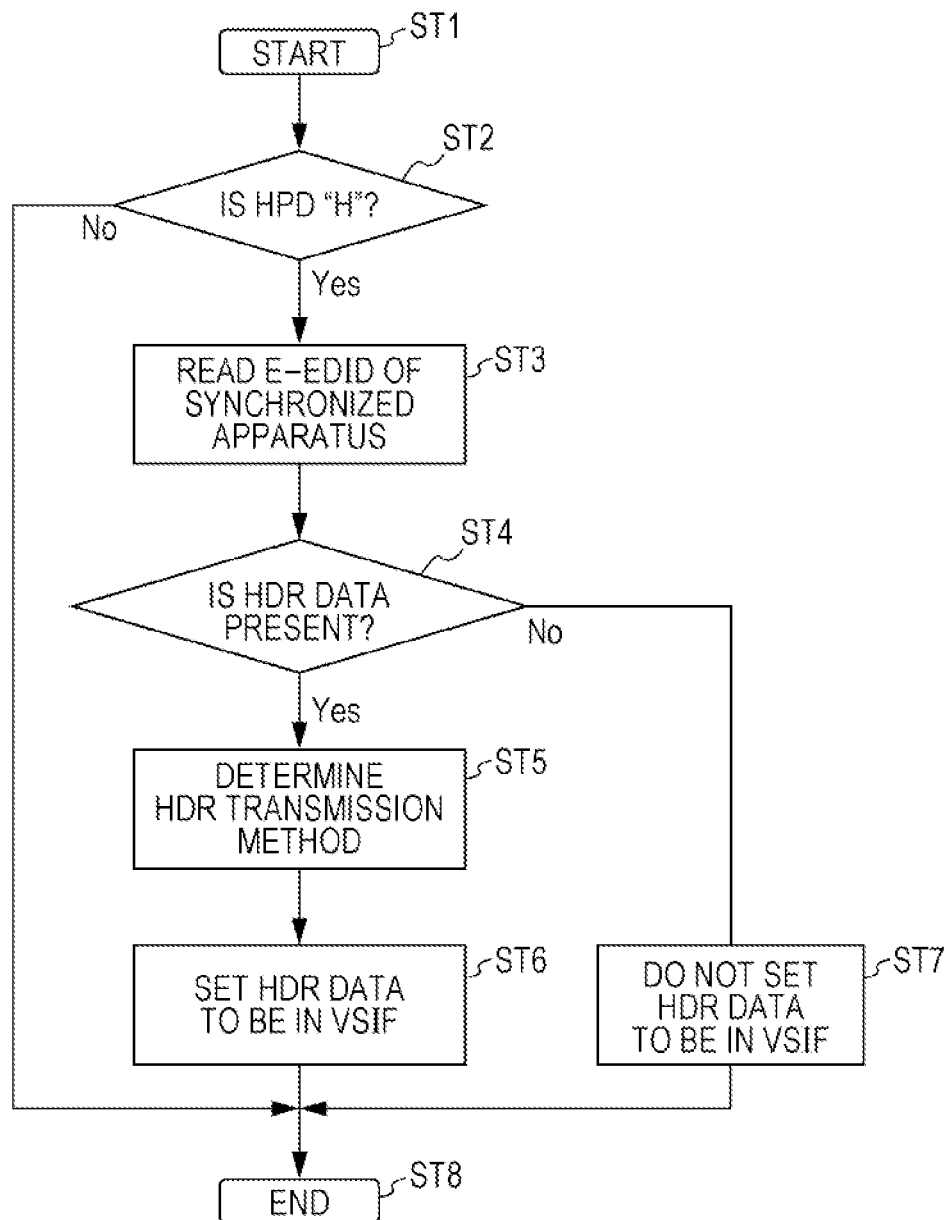 START
ST1
ST2
IS HPD “H”?
No
Yes
READ E-EDID OF
SYNCHRONIZED
APPARATUS
ST3
ST4
IS HDR DATA
PRESENT?
No
Yes
DETERMINE
HDR TRANSMISSION
METHOD
ST5
SET HDR DATA
TO BE IN VSIF
ST6
DO NOT SET
HDR DATA
TO BE IN VSIF
ST7
END
ST8